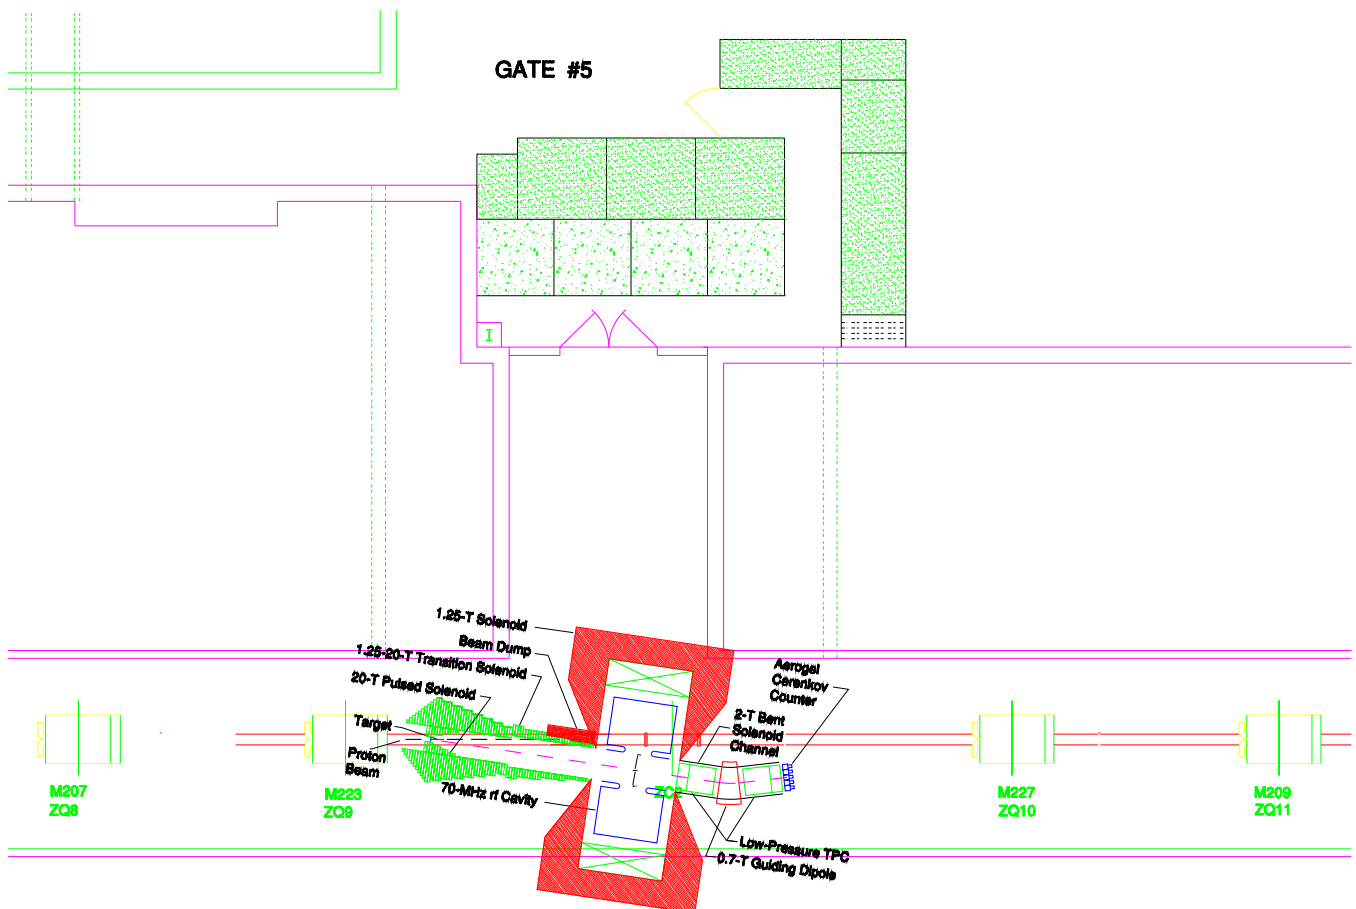 GATE #5
I
1.25-T Solenoid
Beam Dump
1.25-20-T Transition Solenoid
20-T Pulsed Solenoid
Target
Proton
Beam
70-MHz rf Cavity
Aerogel
Cerenkov
Counter
2-T Bent
Solenoid
Channel
ZC2
Low-Pressure TPC
0.7-T Guiding Dipole
M207
ZQ8
M223
ZQ9
M227
ZQ10
M209
ZQ11